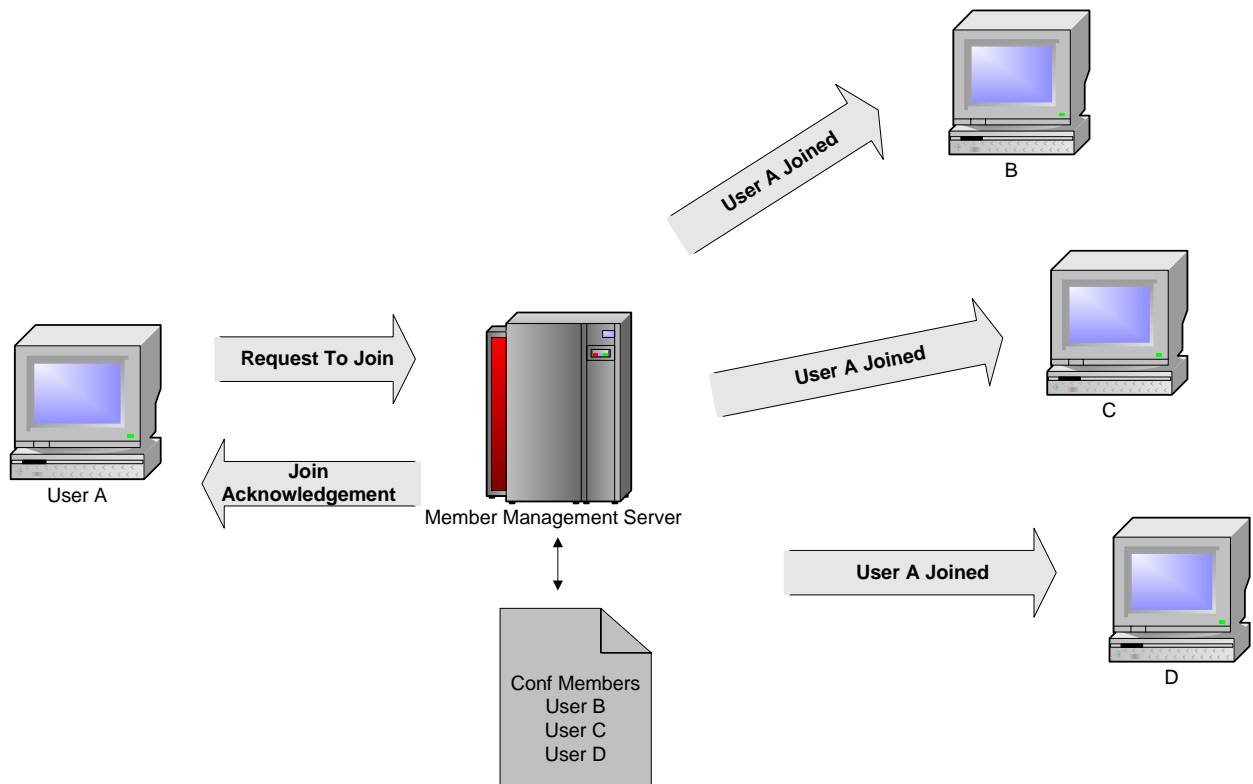 B
User A Joined
C
User A Joined
Request To Join
User A
Join
Acknowledgement
Member Management Server
User A Joined
D
Conf Members
User B
User C
User D